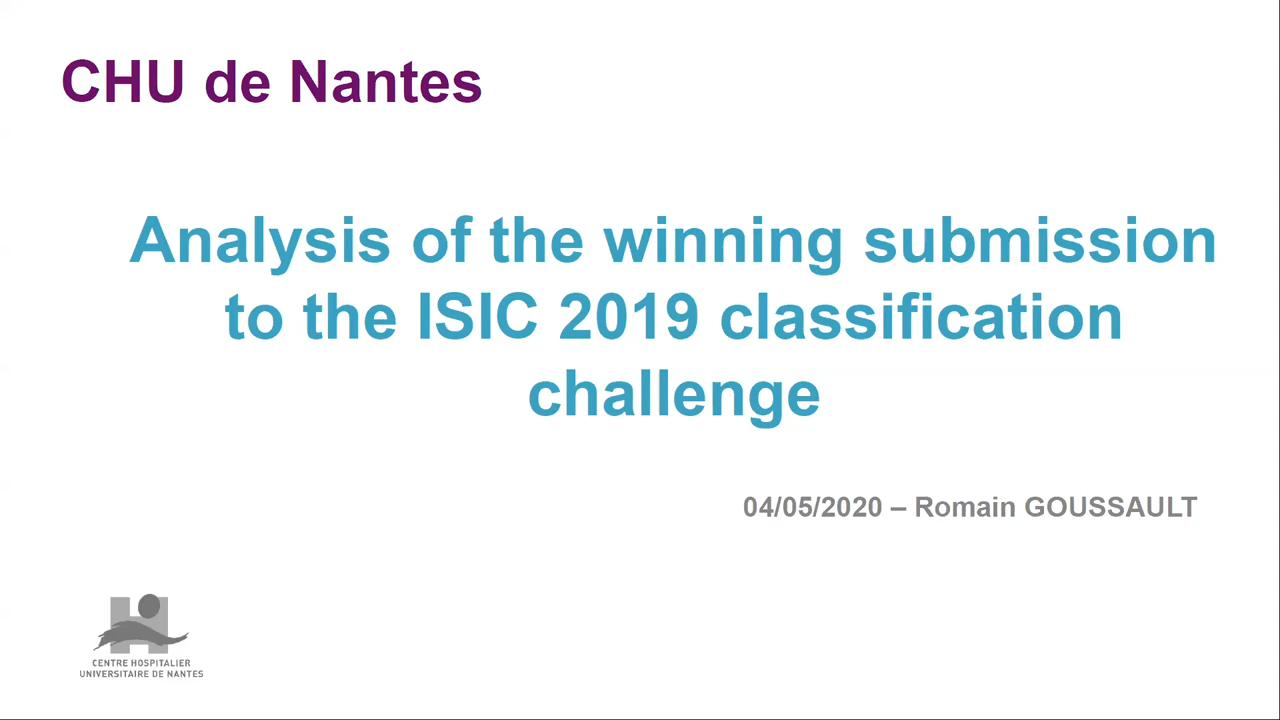 CHU de Nantes
Analysis of the winning submission
to the ISIC 2019 classification
challenge
04/05/2020 – Romain GOUSSAULT
CENTRE HOSPITALIER
UNIVERSITAIRE DE NANTES